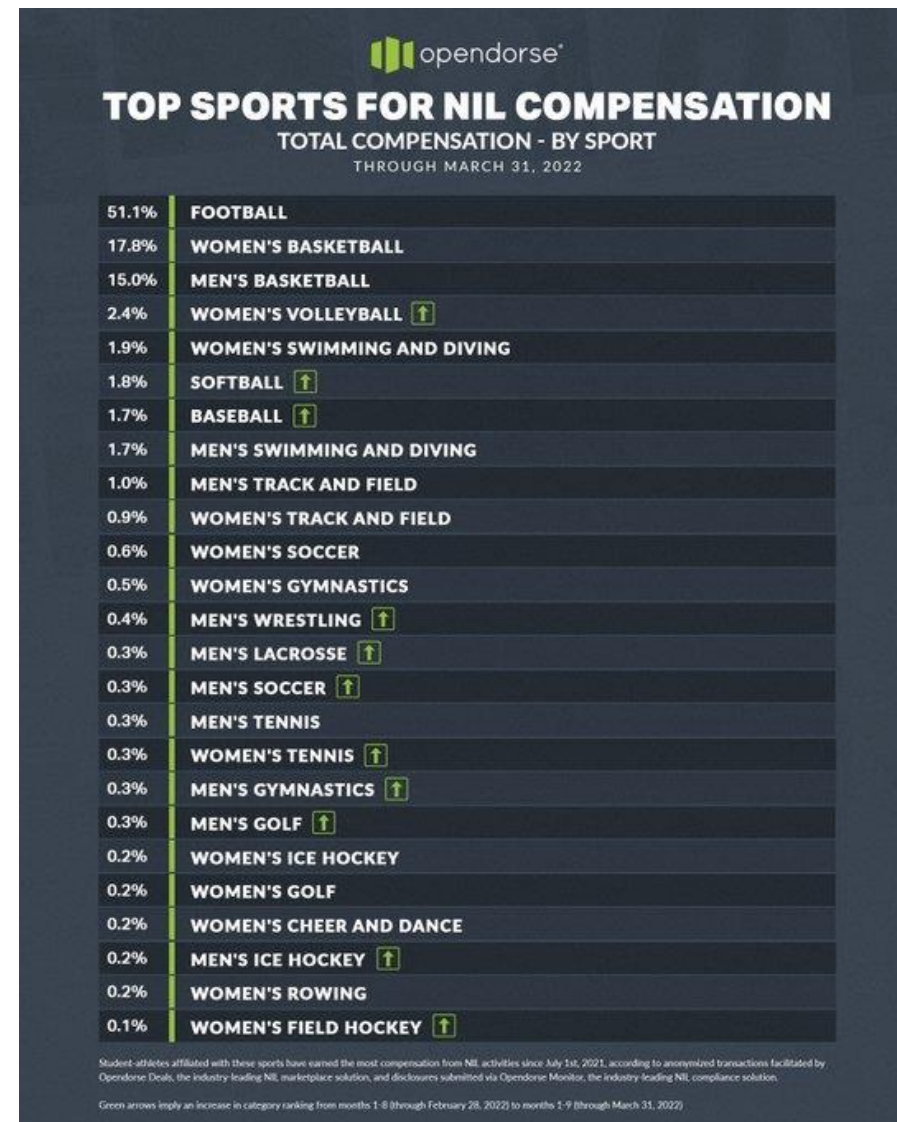 opendorse®
TOP SPORTS FOR NIL COMPENSATION
TOTAL COMPENSATION - BY SPORT
THROUGH MARCH 31, 2022
51.1% FOOTBALL
17.8% WOMEN'S BASKETBALL
15.0% MEN'S BASKETBALL
2.4% WOMEN'S VOLLEYBALL ↑
1.9% WOMEN'S SWIMMING AND DIVING
1.8% SOFTBALL ↑
1.7% BASEBALL ↑
1.7% MEN'S SWIMMING AND DIVING
1.0% MEN'S TRACK AND FIELD
0.9% WOMEN'S TRACK AND FIELD
0.6% WOMEN'S SOCCER
0.5% WOMEN'S GYMNASTICS
0.4% MEN'S WRESTLING ↑
0.3% MEN'S LACROSSE ↑
0.3% MEN'S SOCCER ↑
0.3% MEN'S TENNIS
0.3% WOMEN'S TENNIS ↑
0.3% MEN'S GYMNASTICS ↑
0.3% MEN'S GOLF ↑
0.2% WOMEN'S ICE HOCKEY
0.2% WOMEN'S GOLF
0.2% WOMEN'S CHEER AND DANCE
0.2% MEN'S ICE HOCKEY ↑
0.2% WOMEN'S ROWING
0.1% WOMEN'S FIELD HOCKEY ↑
Student-athletes affiliated with these sports have earned the most compensation from NIL activities since July 1st, 2021, according to anonymized transactions facilitated by
Opendorse Deals, the industry-leading NIL marketplace solution, and disclosures submitted via Opendorse Monitor, the industry-leading NIL compliance solution.
Green arrows imply an increase in category ranking from months 1-8 (through February 28, 2022) to months 1-9 (through March 31, 2022)